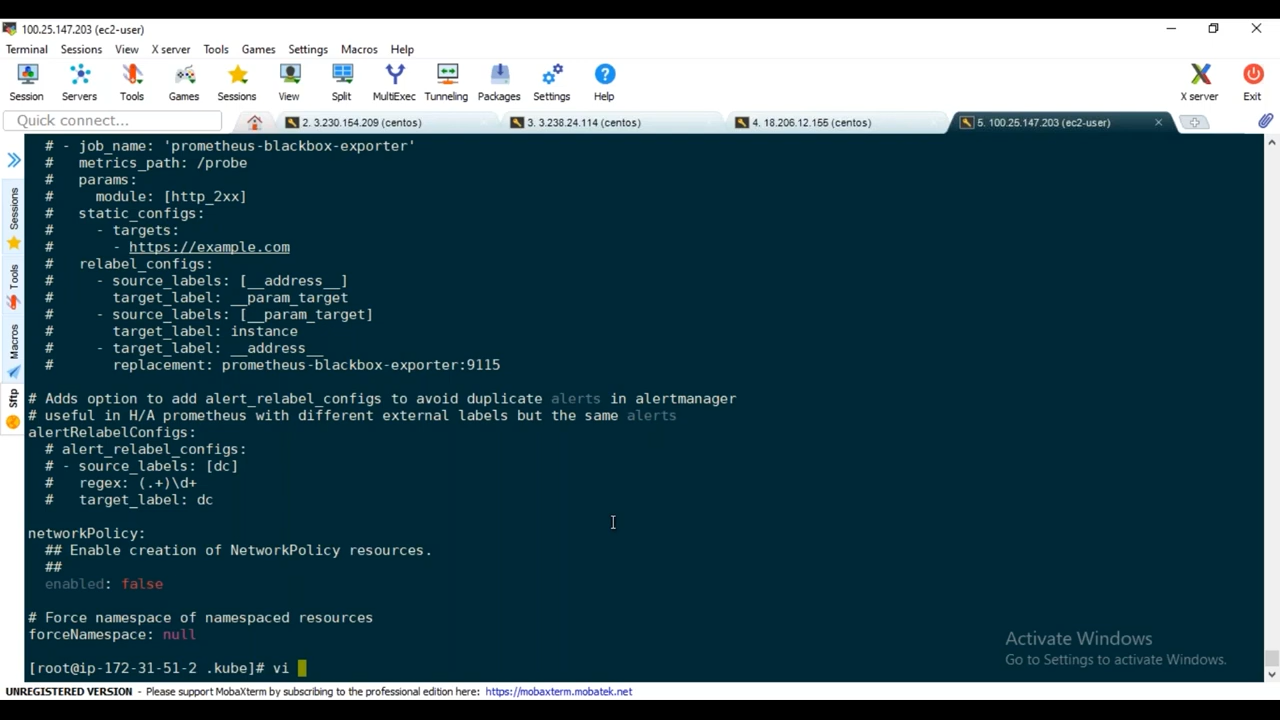 100.25.147.203 (ec2-user)
Terminal Sessions View X server Tools Games Settings Macros Help
Session Servers Tools Games Sessions View Split MultiExec Tunneling Packages Settings Help X server Exit
Quick connect... 2. 3.230.154.209 (centos) 3. 3.238.24.114 (centos) 4. 18.206.12.155 (centos) 5. 100.25.147.203 (ec2-user)
Sessions
Tools
Macros
Sftp
# - job_name: 'prometheus-blackbox-exporter'
#   metrics_path: /probe
#   params:
#     module: [http_2xx]
#   static_configs:
#     - targets:
#       - https://example.com
#   relabel_configs:
#     - source_labels: [__address__]
#       target_label: __param_target
#     - source_labels: [__param_target]
#       target_label: instance
#     - target_label: __address__
#       replacement: prometheus-blackbox-exporter:9115
# Adds option to add alert_relabel_configs to avoid duplicate alerts in alertmanager
# useful in H/A prometheus with different external labels but the same alerts
alertRelabelConfigs:
# alert_relabel_configs:
# - source_labels: [dc]
#   regex: (.+)\d+
#   target_label: dc
networkPolicy:
## Enable creation of NetworkPolicy resources.
##
enabled: false
# Force namespace of namespaced resources
forceNamespace: null
[root@ip-172-31-51-2 .kube]# vi
Activate Windows
Go to Settings to activate Windows.
UNREGISTERED VERSION - Please support MobaXterm by subscribing to the professional edition here: https://mobaxterm.mobatek.net